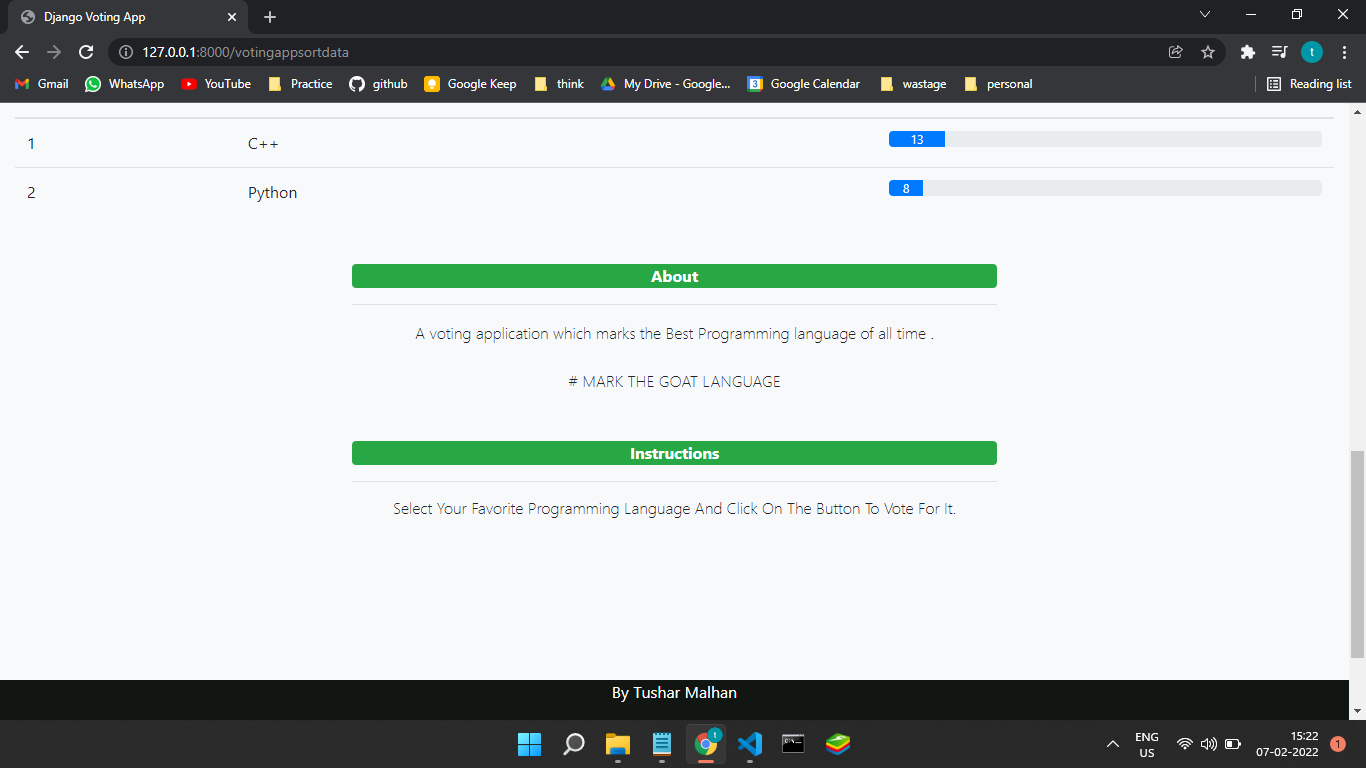 Django Voting App
127.0.0.1:8000/votingappsortdata
t
Gmail WhatsApp YouTube Practice github Google Keep think My Drive - Google... 3 Google Calendar wastage personal Reading list
1 C++ 13
2 Python 8
About
A voting application which marks the Best Programming language of all time .
# MARK THE GOAT LANGUAGE
Instructions
Select Your Favorite Programming Language And Click On The Button To Vote For It.
By Tushar Malhan
t
ENG
US
15:22
07-02-2022
1